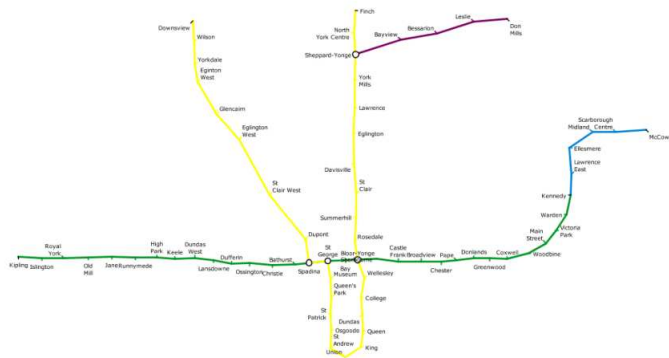 Finch
Downsview
Wilson
North
York Centre
Leslie
Bessarion
Bayview
Don
Mills
Sheppard-Yonge
Yorkdale
Eginton
West
York
Mills
Glencairn
Lawrence
Eglington
West
Eglington
Scarborough
Midland Centre
McCow
Ellesmere
Davisville
Lawrence
East
St
Clair West
St
Clair
Kennedy
Summerhill
Warden
Dupont
Rosedale
Victoria
Park
Main
Street
Woodbine
Royal
York
High
Park
Keele
Dundas
West
Dufferin
Bathurst
St
George
Bloor-Yonge
Castle
Frank
Broadview
Pape
Donlands
Coxwell
Kipling
Islington
Old
Mill
Jane
Runnymede
Lansdowne
Ossington
Christie
Spadina
Bay
Museum
Wellesley
Chester
Greenwood
Queen's
Park
College
St
Patrick
Dundas
Osgoode
Queen
St
Andrew
Union
King